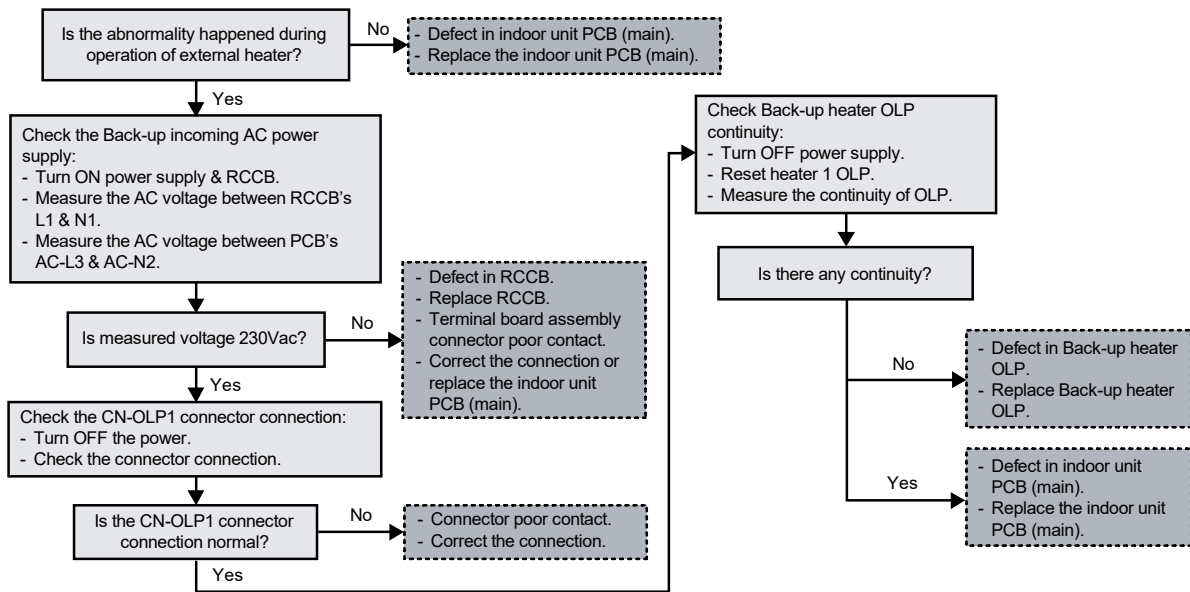 Is the abnormality happened during
operation of external heater?
No
- Defect in indoor unit PCB (main).
- Replace the indoor unit PCB (main).
Yes
Check the Back-up incoming AC power
supply:
- Turn ON power supply & RCCB.
- Measure the AC voltage between RCCB’s
L1 & N1.
- Measure the AC voltage between PCB’s
AC-L3 & AC-N2.
Is measured voltage 230Vac?
No
- Defect in RCCB.
- Replace RCCB.
- Terminal board assembly
connector poor contact.
- Correct the connection or
replace the indoor unit
PCB (main).
Yes
Check the CN-OLP1 connector connection:
- Turn OFF the power.
- Check the connector connection.
Is the CN-OLP1 connector
connection normal?
No
- Connector poor contact.
- Correct the connection.
Yes
Check Back-up heater OLP
continuity:
- Turn OFF power supply.
- Reset heater 1 OLP.
- Measure the continuity of OLP.
Is there any continuity?
No
- Defect in Back-up heater
OLP.
- Replace Back-up heater
OLP.
Yes
- Defect in indoor unit
PCB (main).
- Replace the indoor unit
PCB (main).